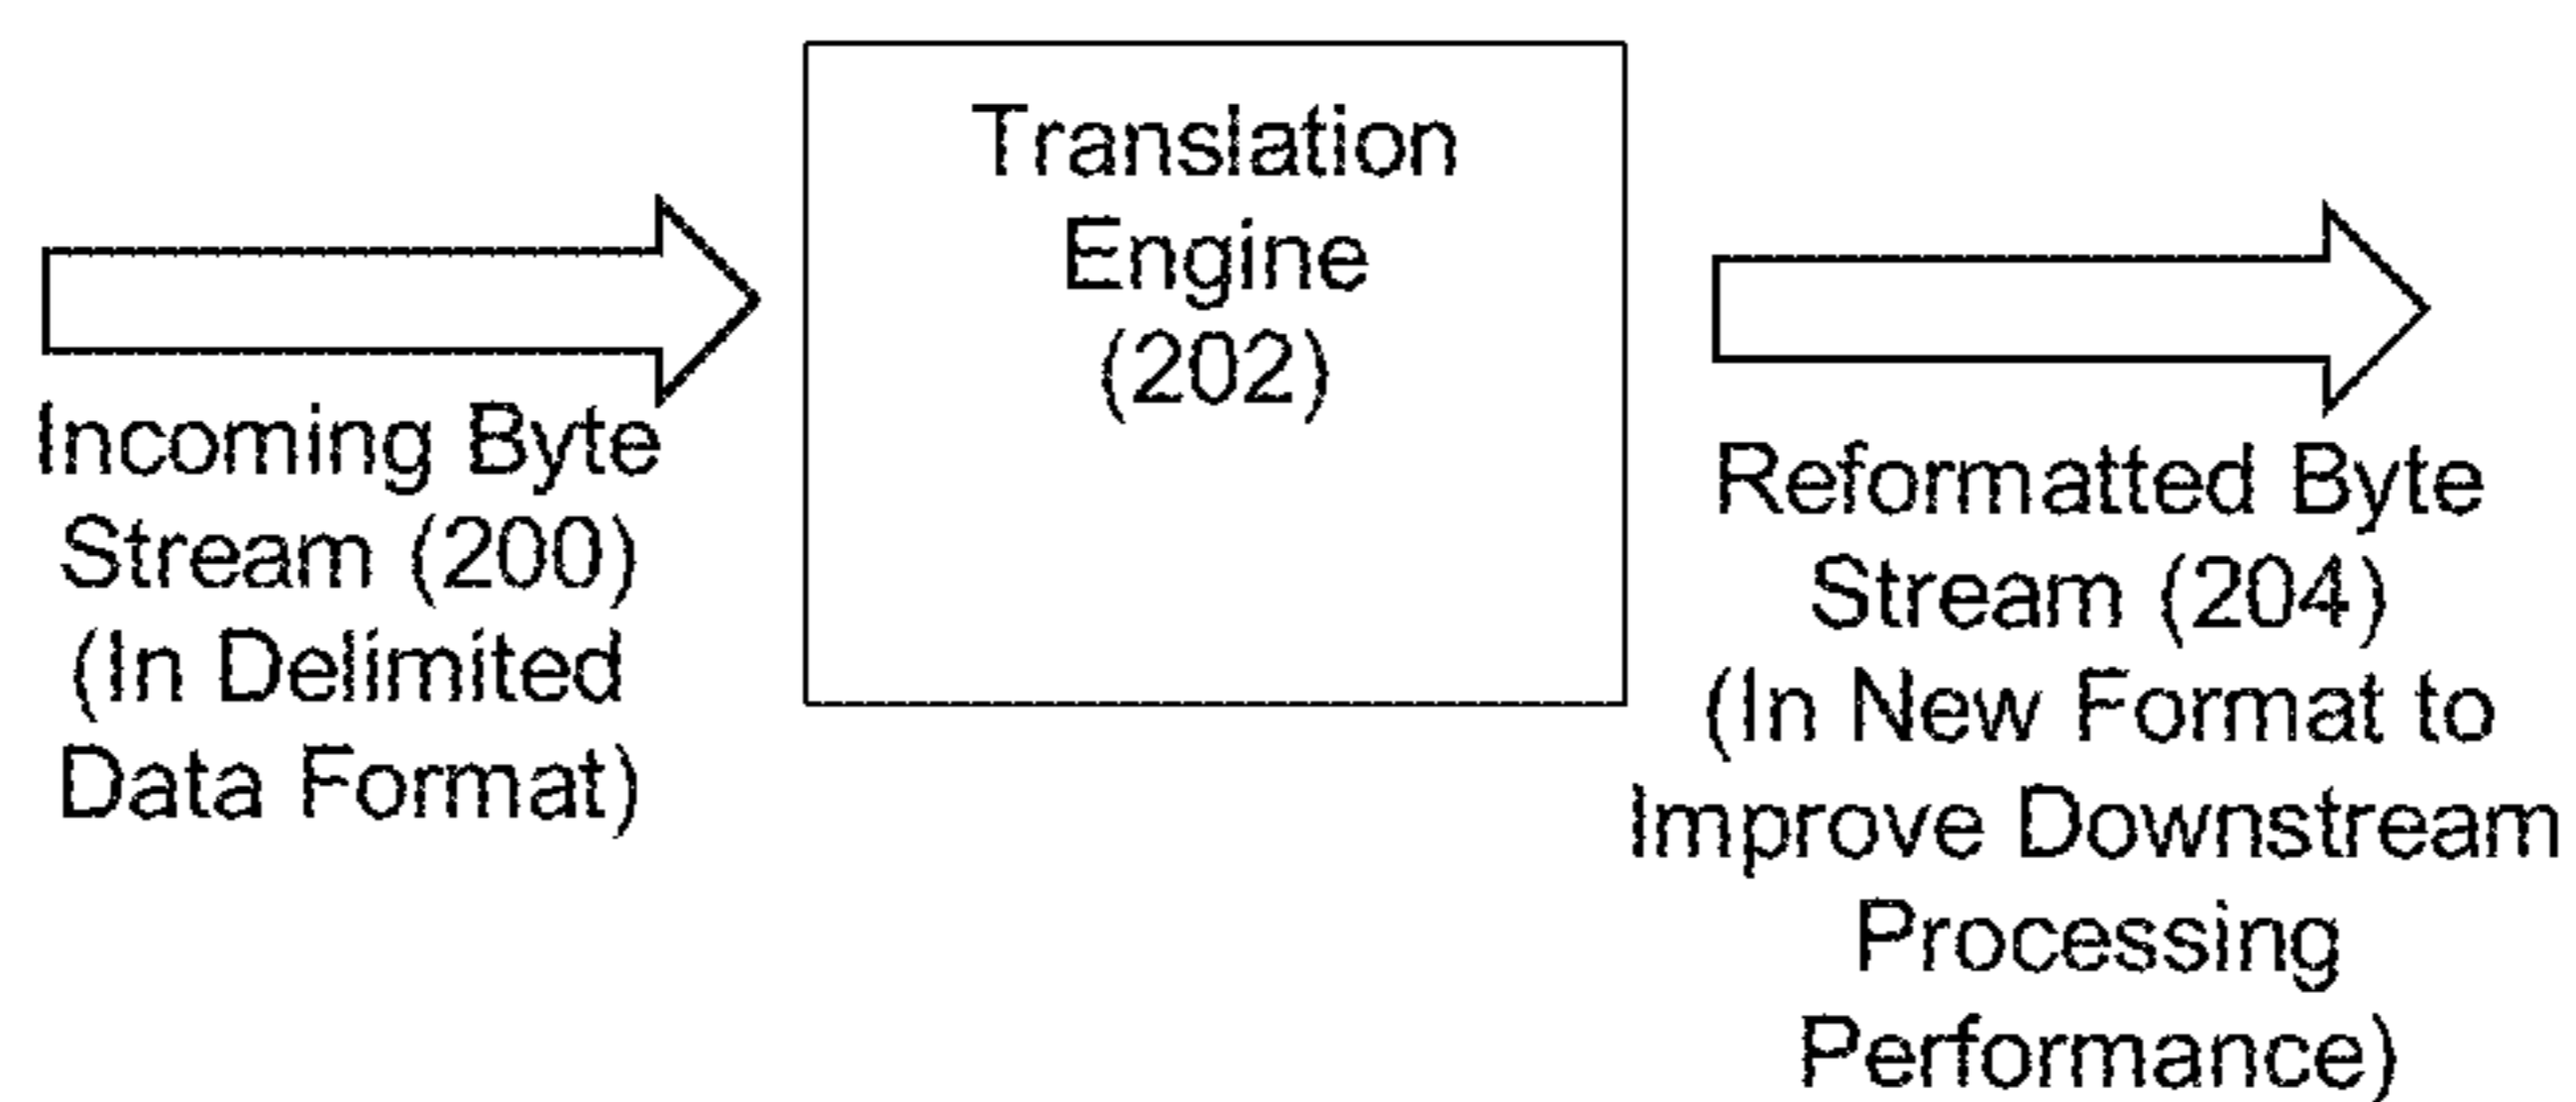 Translation
Engine
(202)
Incoming Byte
Stream (200)
(In Delimited
Data Format)
Reformatted Byte
Stream (204)
(In New Format to
Improve Downstream
Processing
Performance)